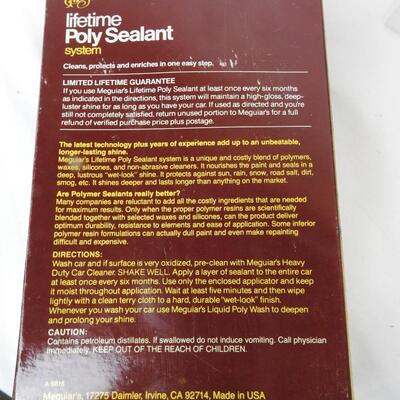 lifetime
Poly Sealant
system
Cleans, protects and enriches in one easy step.
LIMITED LIFETIME GUARANTEE
If you use Meguiar's Lifetime Poly Sealant at least once every six months
as indicated in the directions, this system will maintain a high-gloss, deep-
luster shine for as long as you have your car. If used as directed and you're
still not completely satisfied, return unused portion to Meguiar's for a full
refund of verified purchase price plus postage.
The latest technology plus years of experience add up to an unbeatable,
longer-lasting shine.
Meguiar's Lifetime Poly Sealant system is a unique and costly blend of polymers,
waxes, silicones, and non-abrasive cleaners. It nourishes the paint and seals in a
deep, lustrous "wet-look" shine. It protects against sun, rain, snow, road salt, dirt,
smog, etc. It shines deeper and lasts longer than anything on the market.
Are Polymer Sealants really better?
Many companies are reluctant to add all the costly ingredients that are needed
for maximum results. Only when the proper polymer resins are scientifically
blended together with selected waxes and silicones, can the product deliver
optimum durability, resistance to elements and ease of application. Some inferior
polymer resin formulations can actually dull paint and even make repainting
difficult and expensive.
DIRECTIONS:
Wash car and if surface is very oxidized, pre-clean with Meguiar's Heavy
Duty Car Cleaner. SHAKE WELL. Apply a layer of sealant to the entire car
at least once every six months. Use only the enclosed applicator and keep
it moist throughout application. Wait at least five minutes and then wipe
lightly with a clean terry cloth to a hard, durable "wet-look" finish.
Whenever you wash your car use Meguiar's Liquid Poly Wash to deepen
and prolong your shine.
CAUTION:
Contains petroleum distillates. If swallowed do not induce vomiting. Call physician
immediately. KEEP OUT OF THE REACH OF CHILDREN.
Meguiar's, 17275 Daimler, Irvine, CA 92714, Made in USA